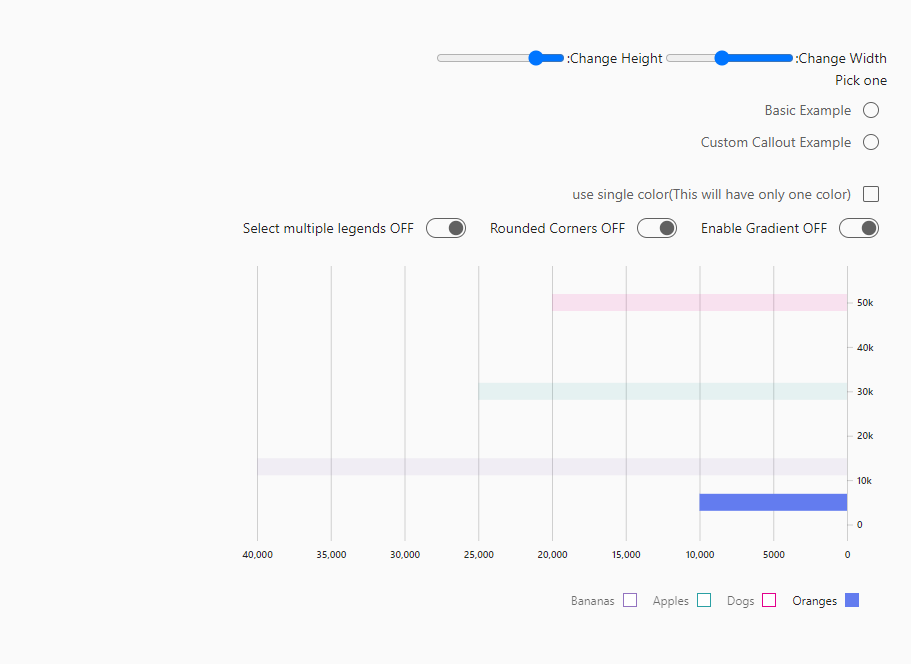 :Change Height :Change Width
Pick one
Basic Example
Custom Callout Example
use single color(This will have only one color)
Select multiple legends OFF Rounded Corners OFF Enable Gradient OFF
50k
40k
30k
20k
10k
0
40,000 35,000 30,000 25,000 20,000 15,000 10,000 5000 0
Bananas Apples Dogs Oranges